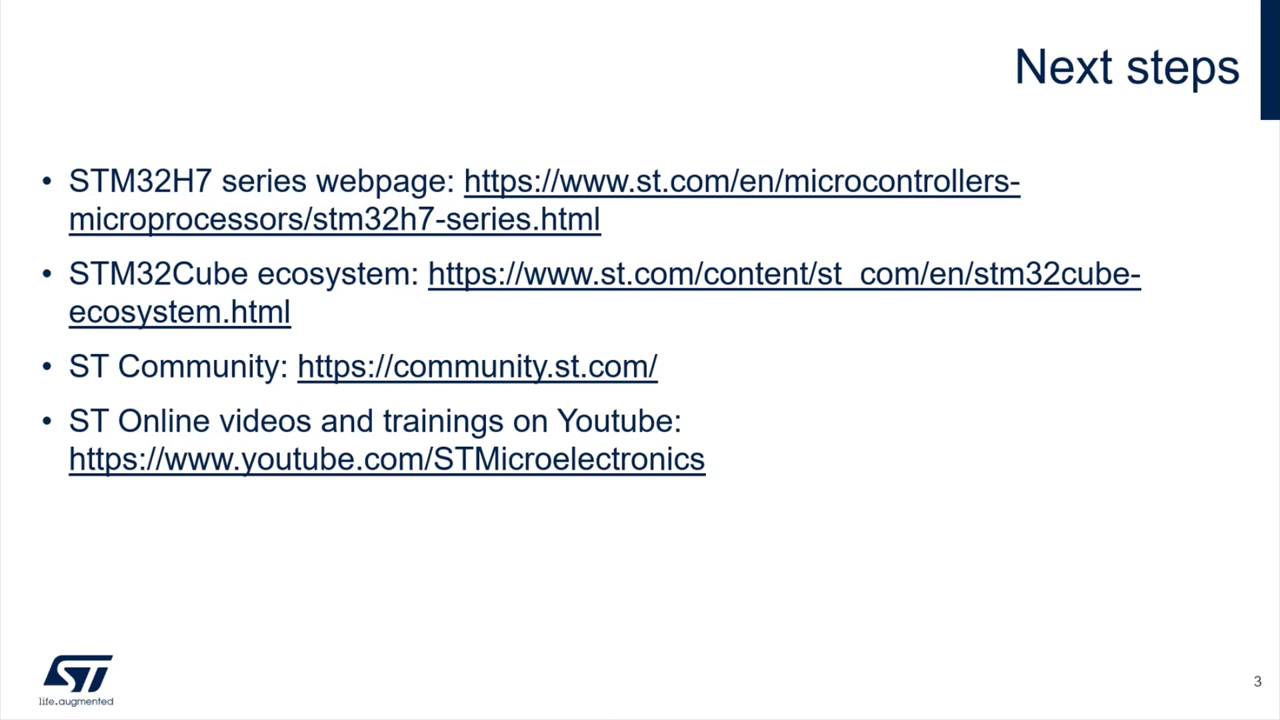 Next steps
• STM32H7 series webpage: https://www.st.com/en/microcontrollers-
microprocessors/stm32h7-series.html
• STM32Cube ecosystem: https://www.st.com/content/st_com/en/stm32cube-
ecosystem.html
• ST Community: https://community.st.com/
• ST Online videos and trainings on Youtube:
https://www.youtube.com/STMicroelectronics
ST
life.augmented
3